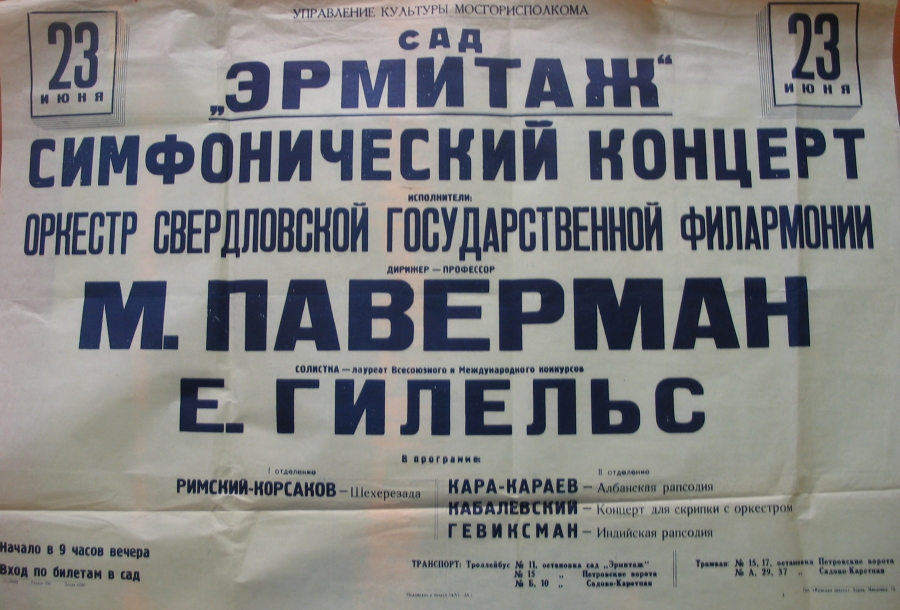 УПРАВЛЕНИЕ КУЛЬТУРЫ МОСГОРИСПОЛКОМА
23
ИЮНЯ
САД
„ЭРМИТАЖ“
23
ИЮНЯ
СИМФОНИЧЕСКИЙ КОНЦЕРТ
ИСПОЛНИТЕЛИ:
ОРКЕСТР СВЕРДЛОВСКОЙ ГОСУДАРСТВЕННОЙ ФИЛАРМОНИИ
ДИРИЖЕР — ПРОФЕССОР
М. ПАВЕРМАН
СОЛИСТКА — лауреат Всесоюзного и Международного конкурсов
Е. ГИЛЕЛЬС
В программе:
I отделение
РИМСКИЙ-КОРСАКОВ — Шехерезада
II отделение
КАРА-КАРАЕВ — Албанская рапсодия
КАБАЛЕВСКИЙ — Концерт для скрипки с оркестром
ГЕВИКСМАН — Индийская рапсодия
Начало в 9 часов вечера
Вход по билетам в сад
ТРАНСПОРТ: Троллейбус № 11, остановка сад „Эрмитаж“
№ 15 „ Петровские ворота
№ Б, 10 „ Садово-Каретная
Трамваи: № 15, 17, остановка Петровские ворота
№ А, 29, 37 „ Садово-Каретная